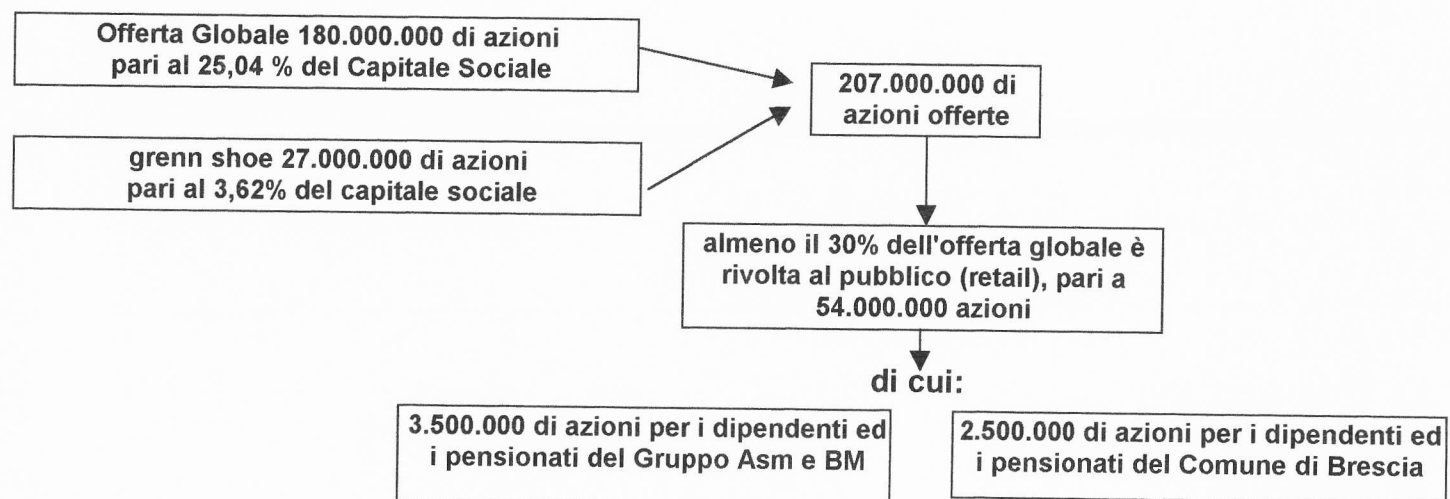 Offerta Globale 180.000.000 di azioni
pari al 25,04 % del Capitale Sociale
207.000.000 di
azioni offerte
grenn shoe 27.000.000 di azioni
pari al 3,62% del capitale sociale
almeno il 30% dell'offerta globale è
rivolta al pubblico (retail), pari a
54.000.000 azioni
di cui:
3.500.000 di azioni per i dipendenti ed
i pensionati del Gruppo Asm e BM
2.500.000 di azioni per i dipendenti ed
i pensionati del Comune di Brescia